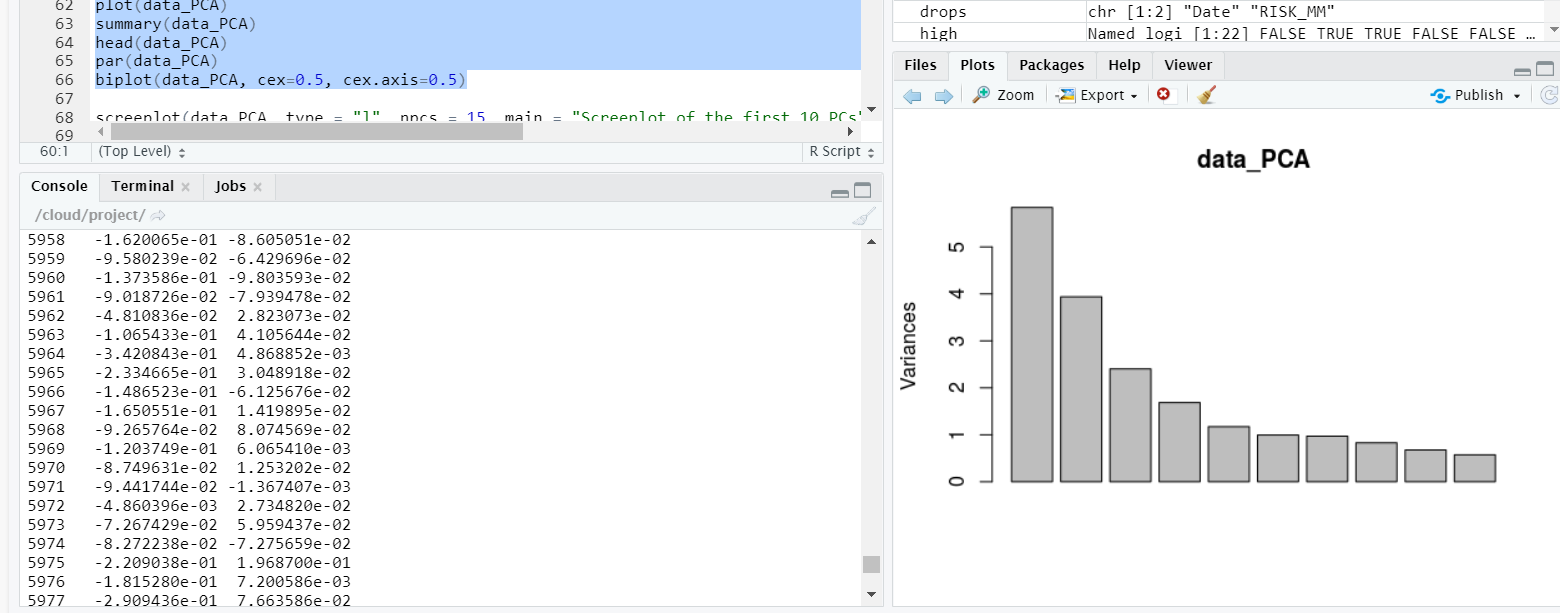 62 plot(data_PCA)
63 summary(data_PCA)
64 head(data_PCA)
65 par(data_PCA)
66 biplot(data_PCA, cex=0.5, cex.axis=0.5)
67
68 screeplot(data_PCA, type = "l", npcs = 15, main = "Screeplot of the first 10 PCs"
69
60:1 (Top Level) R Script
Console Terminal Jobs
/cloud/project/
5958 -1.620065e-01 -8.605051e-02
5959 -9.580239e-02 -6.429696e-02
5960 -1.373586e-01 -9.803593e-02
5961 -9.018726e-02 -7.939478e-02
5962 -4.810836e-02 2.823073e-02
5963 -1.065433e-01 4.105644e-02
5964 -3.420843e-01 4.868852e-03
5965 -2.334665e-01 3.048918e-02
5966 -1.486523e-01 -6.125676e-02
5967 -1.650551e-01 1.419895e-02
5968 -9.265764e-02 8.074569e-02
5969 -1.203749e-01 6.065410e-03
5970 -8.749631e-02 1.253202e-02
5971 -9.441744e-02 -1.367407e-03
5972 -4.860396e-03 2.734820e-02
5973 -7.267429e-02 5.959437e-02
5974 -8.272238e-02 -7.275659e-02
5975 -2.209038e-01 1.968700e-01
5976 -1.815280e-01 7.200586e-03
5977 -2.909436e-01 7.663586e-02
drops chr [1:2] "Date" "RISK_MM"
high Named logi [1:22] FALSE TRUE TRUE FALSE FALSE …
Files Plots Packages Help Viewer
Zoom Export Publish
data_PCA
Variances
5
4
3
2
1
0